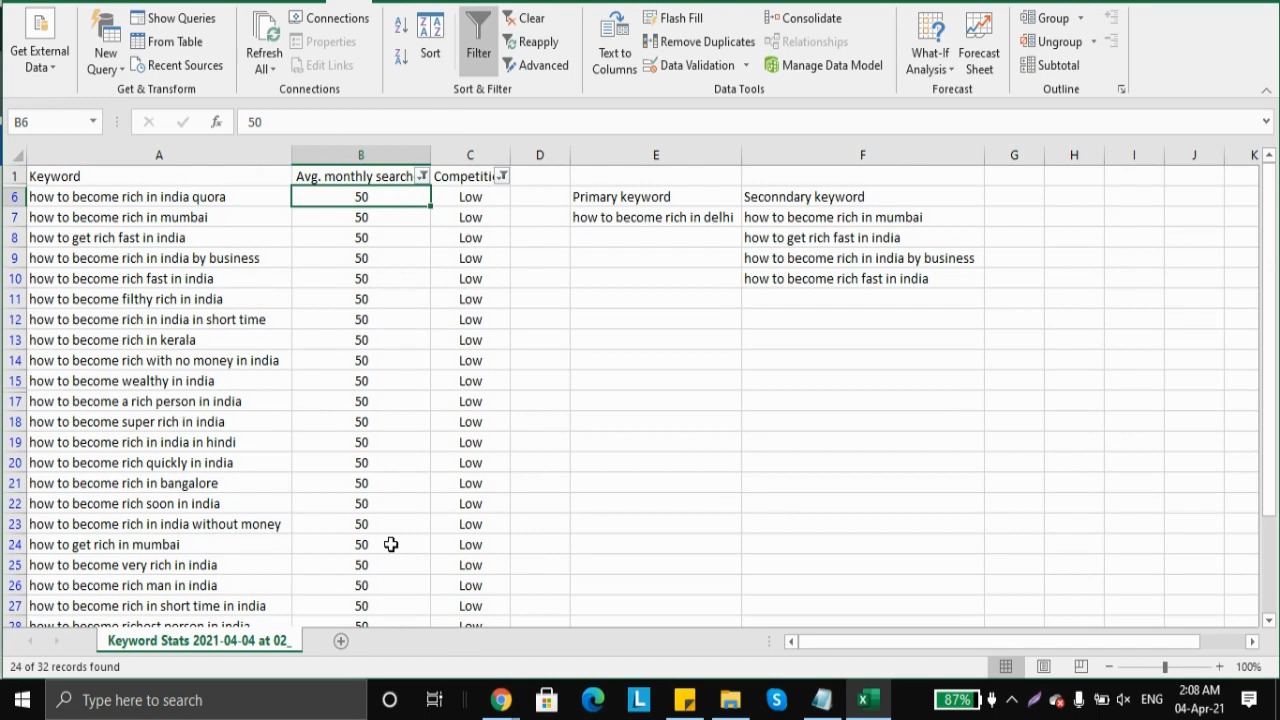 Get External Data
New Query
Show Queries
From Table
Recent Sources
Get & Transform
Refresh All
Connections
Properties
Edit Links
Connections
Sort
Filter
Clear
Reapply
Advanced
Sort & Filter
Text to Columns
Flash Fill
Remove Duplicates
Data Validation
Consolidate
Relationships
Manage Data Model
Data Tools
What-If Analysis
Forecast Sheet
Forecast
Group
Ungroup
Subtotal
Outline
B6 fx 50
A B C D E F G H I J K
1 Keyword Avg. monthly search Competiti
6 how to become rich in india quora 50 Low Primary keyword Seconndary keyword
7 how to become rich in mumbai 50 Low how to become rich in delhi how to become rich in mumbai
8 how to get rich fast in india 50 Low how to get rich fast in india
9 how to become rich in india by business 50 Low how to become rich in india by business
10 how to become rich fast in india 50 Low how to become rich fast in india
11 how to become filthy rich in india 50 Low
12 how to become rich in india in short time 50 Low
13 how to become rich in kerala 50 Low
14 how to become rich with no money in india 50 Low
15 how to become wealthy in india 50 Low
17 how to become a rich person in india 50 Low
18 how to become super rich in india 50 Low
19 how to become rich in india in hindi 50 Low
20 how to become rich quickly in india 50 Low
21 how to become rich in bangalore 50 Low
22 how to become rich soon in india 50 Low
23 how to become rich in india without money 50 Low
24 how to get rich in mumbai 50 Low
25 how to become very rich in india 50 Low
26 how to become rich man in india 50 Low
27 how to become rich in short time in india 50 Low
28 how to become richest person in india 50 Low
Keyword Stats 2021-04-04 at 02_
24 of 32 records found 100%
Type here to search
87%
ENG
2:08 AM
04-Apr-21